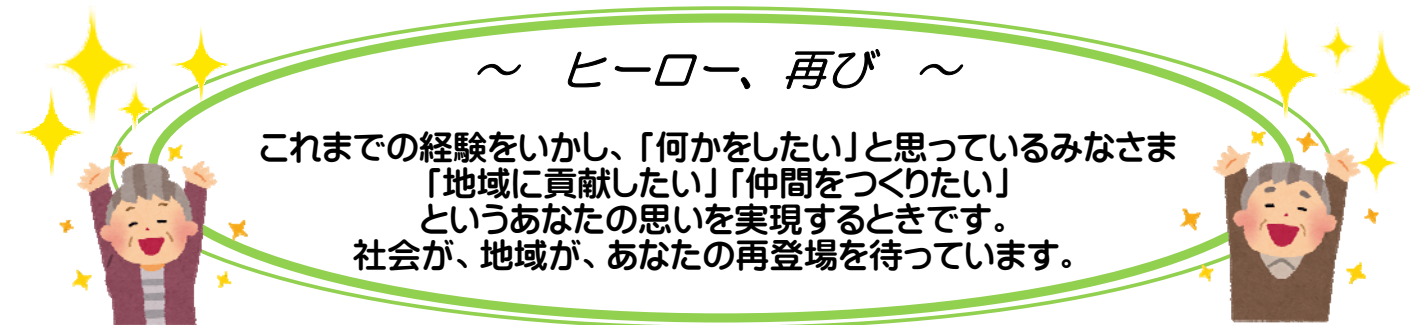 ～　ヒーロー、再び　～
これまでの経験をいかし、「何かをしたい」と思っているみなさま
「地域に貢献したい」「仲間をつくりたい」
というあなたの思いを実現するときです。
社会が、地域が、あなたの再登場を待っています。